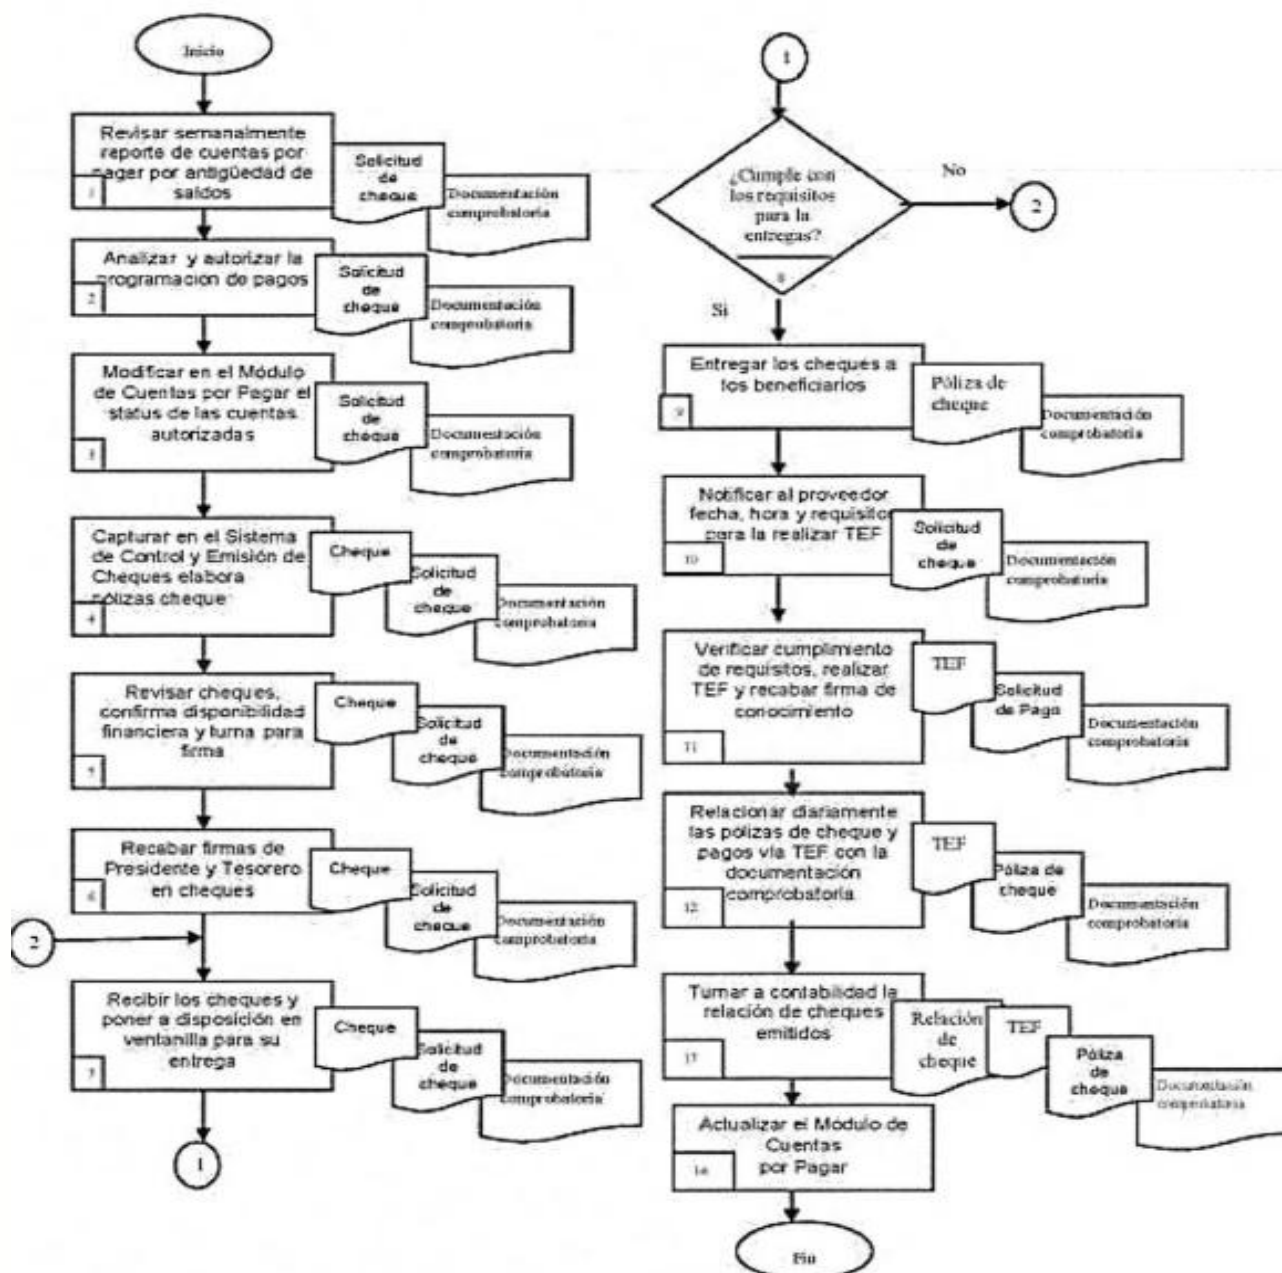 Inicio
Revisar semanalmente
reporte de cuentas por
pagar por antigüedad de
saldos
1
Solicitud
de
cheque
Documentación
comprobatoria
Analizar y autorizar la
programación de pagos
2
Solicitud
de
cheque
Documentación
comprobatoria
Modificar en el Módulo
de Cuentas por Pagar el
status de las cuentas
autorizadas
3
Solicitud
de
cheque
Documentación
comprobatoria
Capturar en el Sistema
de Control y Emisión de
Cheques elabora
pólizas cheque
4
Cheque
Solicitud
de
cheque
Documentación
comprobatoria
Revisar cheques,
confirma disponibilidad
financiera y turna para
firma
5
Cheque
Solicitud
de
cheque
Documentación
comprobatoria
Recabar firmas de
Presidente y Tesorero
en cheques
6
Cheque
Solicitud
de
cheque
Documentación
comprobatoria
2
Recibir los cheques y
poner a disposición en
ventanilla para su
entrega
7
Cheque
Solicitud
de
cheque
Documentación
comprobatoria
1
1
¿Cumple con
los requisitos
para la
entregas?
8
No
2
Si
Entregar los cheques a
los beneficiarios
9
Póliza de
cheque
Documentación
comprobatoria
Notificar al proveedor
fecha, hora y requisitos
para la realizar TEF
10
Solicitud
de
cheque
Documentación
comprobatoria
Verificar cumplimiento
de requisitos, realizar
TEF y recabar firma de
conocimiento
11
TEF
Solicitud
de Pago
Documentación
comprobatoria
Relacionar diariamente
las pólizas de cheque y
pagos vía TEF con la
documentación
comprobatoria.
12
TEF
Póliza de
cheque
Documentación
comprobatoria
Turnar a contabilidad la
relación de cheques
emitidos
Relación
de
cheque
TEF
Póliza
de
cheque
Documentación
comprobatoria
Actualizar el Módulo de
Cuentas
por Pagar
Fin